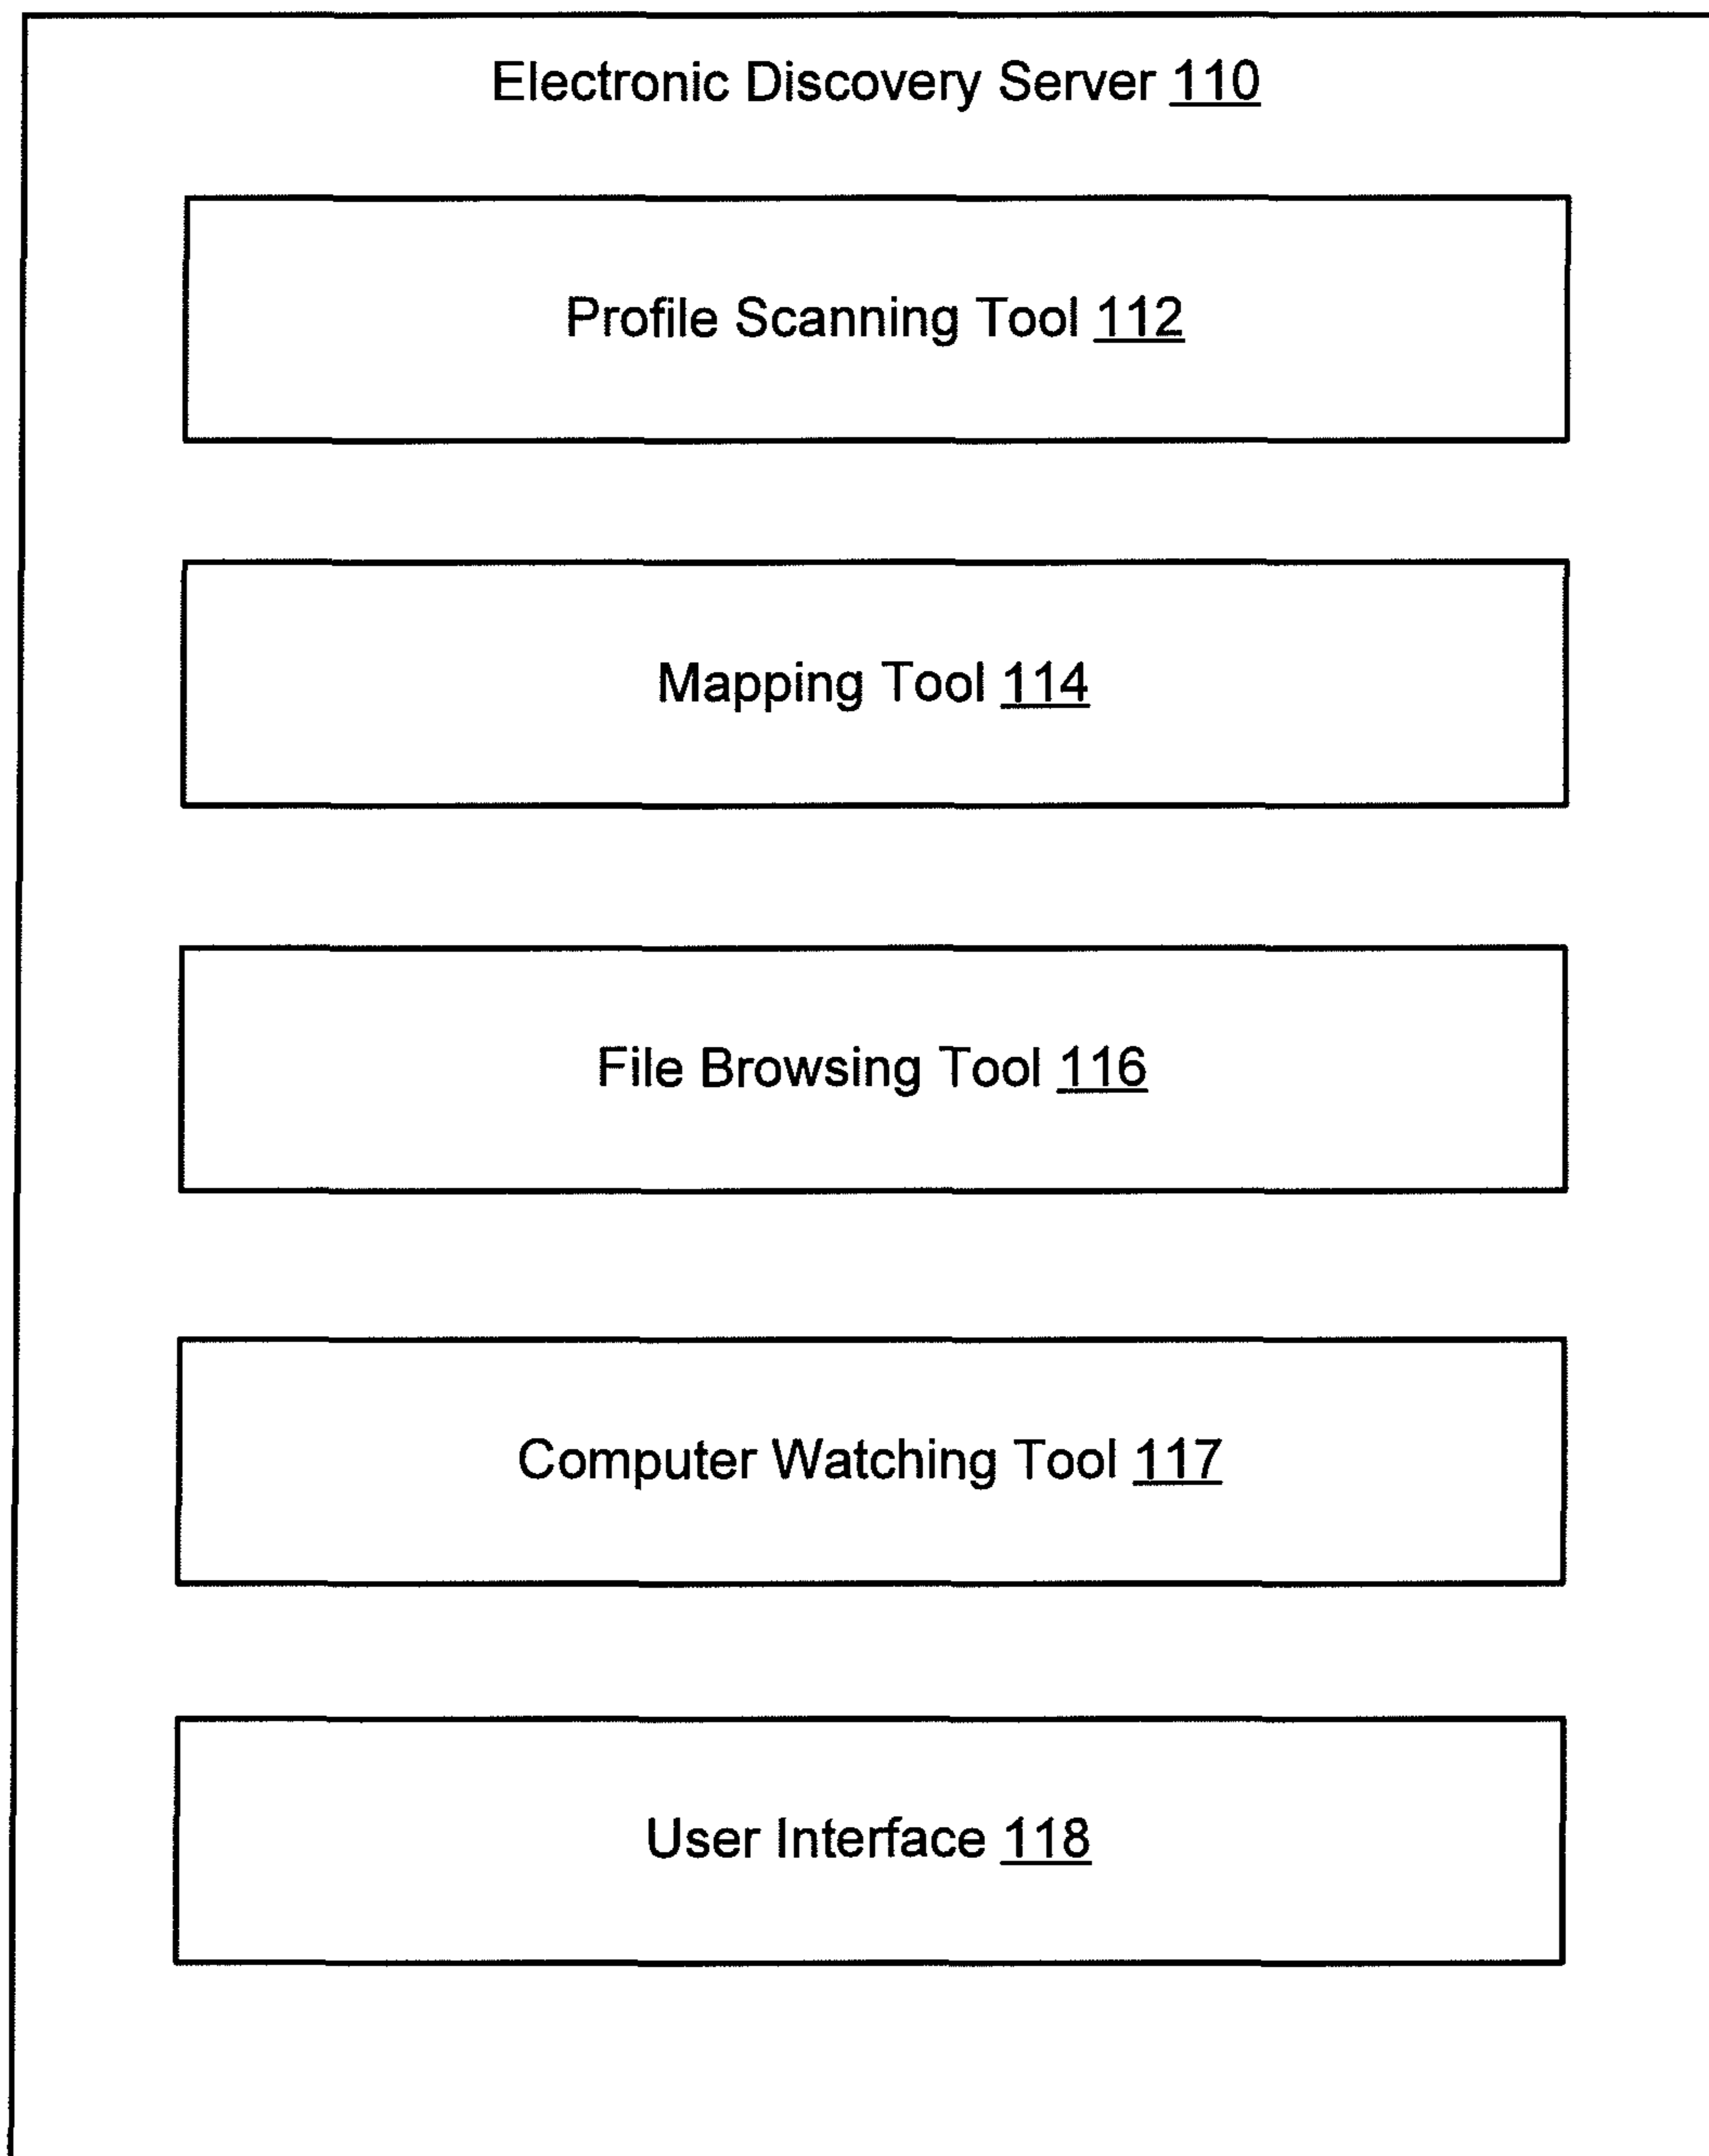 Electronic Discovery Server 110
Profile Scanning Tool 112
Mapping Tool 114
File Browsing Tool 116
Computer Watching Tool 117
User Interface 118